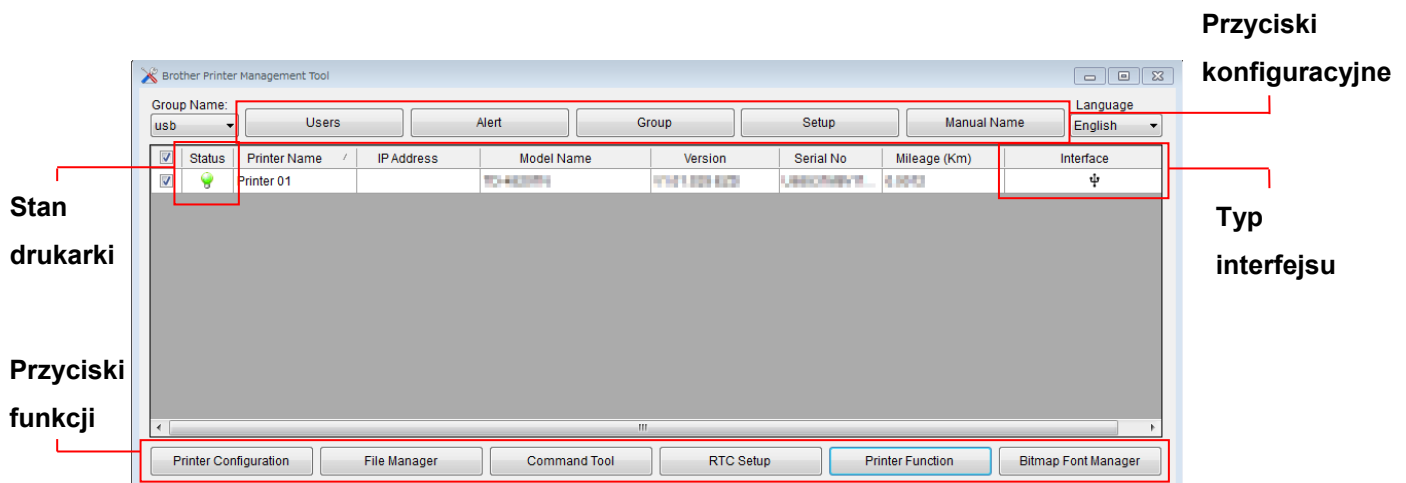 Przyciski
konfiguracyjne
Brother Printer Management Tool
Group Name:
usb
Users
Alert
Group
Setup
Manual Name
Language
English
Status Printer Name IP Address Model Name Version Serial No Mileage (Km) Interface
Printer 01
Stan
drukarki
Typ
interfejsu
Przyciski
funkcji
Printer Configuration File Manager Command Tool RTC Setup Printer Function Bitmap Font Manager